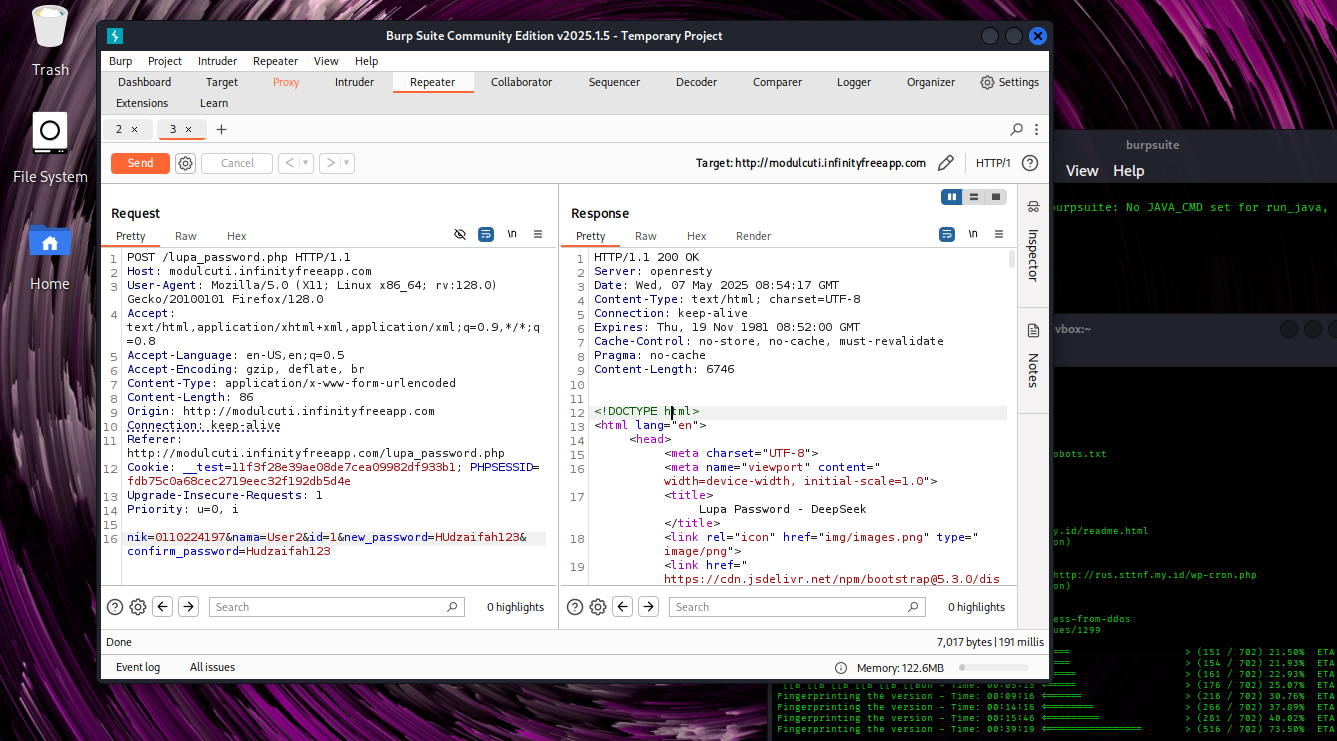 Trash
File System
Home
Burp Suite Community Edition v2025.1.5 - Temporary Project
Burp Project Intruder Repeater View Help
Dashboard Target Proxy Intruder Repeater Collaborator Sequencer Decoder Comparer Logger Organizer Settings
Extensions Learn
2 × 3 × +
Send Cancel < > Target: http://modulcuti.infinityfreeapp.com HTTP/1
Request
Pretty Raw Hex \n
1 POST /lupa_password.php HTTP/1.1
2 Host: modulcuti.infinityfreeapp.com
3 User-Agent: Mozilla/5.0 (X11; Linux x86_64; rv:128.0)
Gecko/20100101 Firefox/128.0
4 Accept:
text/html,application/xhtml+xml,application/xml;q=0.9,*/*;q
=0.8
5 Accept-Language: en-US,en;q=0.5
6 Accept-Encoding: gzip, deflate, br
7 Content-Type: application/x-www-form-urlencoded
8 Content-Length: 86
9 Origin: http://modulcuti.infinityfreeapp.com
10 Connection: keep-alive
11 Referer:
http://modulcuti.infinityfreeapp.com/lupa_password.php
12 Cookie: __test=11f3f28e39ae08de7cea09982df933b1; PHPSESSID=
fdb75c0a68cec2719eec32f192db5d4e
13 Upgrade-Insecure-Requests: 1
14 Priority: u=0, i
15
16 nik=0110224197&nama=User2&id=1&new_password=HUdzaifah123&
confirm_password=Hudzaifah123
Search 0 highlights
Response
Pretty Raw Hex Render \n
1 HTTP/1.1 200 OK
2 Server: openresty
3 Date: Wed, 07 May 2025 08:54:17 GMT
4 Content-Type: text/html; charset=UTF-8
5 Connection: keep-alive
6 Expires: Thu, 19 Nov 1981 08:52:00 GMT
7 Cache-Control: no-store, no-cache, must-revalidate
8 Pragma: no-cache
9 Content-Length: 6746
10
11
12 <!DOCTYPE html>
13 <html lang="en">
14 <head>
15 <meta charset="UTF-8">
16 <meta name="viewport" content="
width=device-width, initial-scale=1.0">
17 <title>
Lupa Password - DeepSeek
</title>
18 <link rel="icon" href="img/images.png" type="
image/png">
19 <link href="
https://cdn.jsdelivr.net/npm/bootstrap@5.3.0/dis
Search 0 highlights
Inspector
Notes
Done 7,017 bytes | 191 millis
Event log All issues Memory: 122.6MB
burpsuite
View Help
burpsuite: No JAVA_CMD set for run_java,
vbox:~
obots.txt
y.id/readme.html
on)
http://rus.sttnf.my.id/wp-cron.php
on)
ess-from-ddos
ues/1299
> (151 / 702) 21.50% ETA
> (154 / 702) 21.93% ETA
> (161 / 702) 22.93% ETA
> (176 / 702) 25.07% ETA
Fingerprinting the version - Time: 00:09:16 <======= > (216 / 702) 30.76% ETA
Fingerprinting the version - Time: 00:14:16 <========= > (266 / 702) 37.89% ETA
Fingerprinting the version - Time: 00:15:46 <========== > (281 / 702) 40.02% ETA
Fingerprinting the version - Time: 00:39:19 <================= > (516 / 702) 73.50% ETA